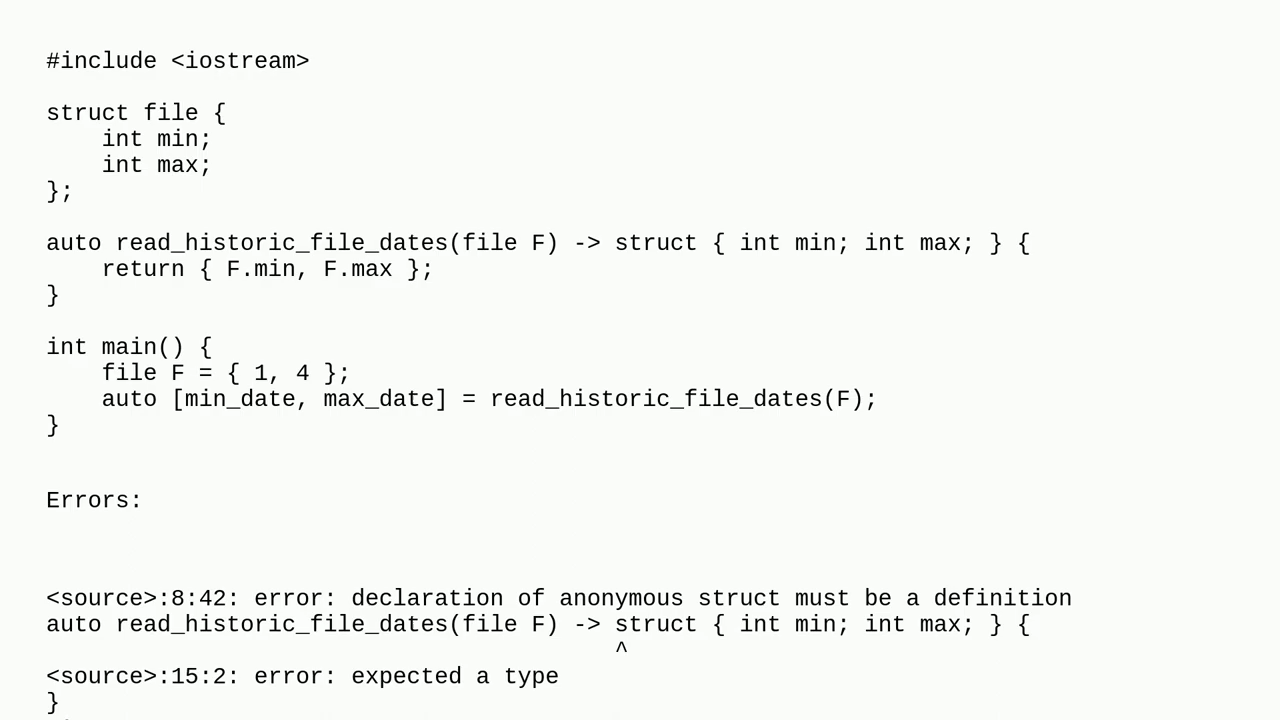 #include <iostream>
struct file {
    int min;
    int max;
};
auto read_historic_file_dates(file F) -> struct { int min; int max; } {
    return { F.min, F.max };
}
int main() {
    file F = { 1, 4 };
    auto [min_date, max_date] = read_historic_file_dates(F);
}
Errors:
<source>:8:42: error: declaration of anonymous struct must be a definition
auto read_historic_file_dates(file F) -> struct { int min; int max; } {
                                         ^
<source>:15:2: error: expected a type
}